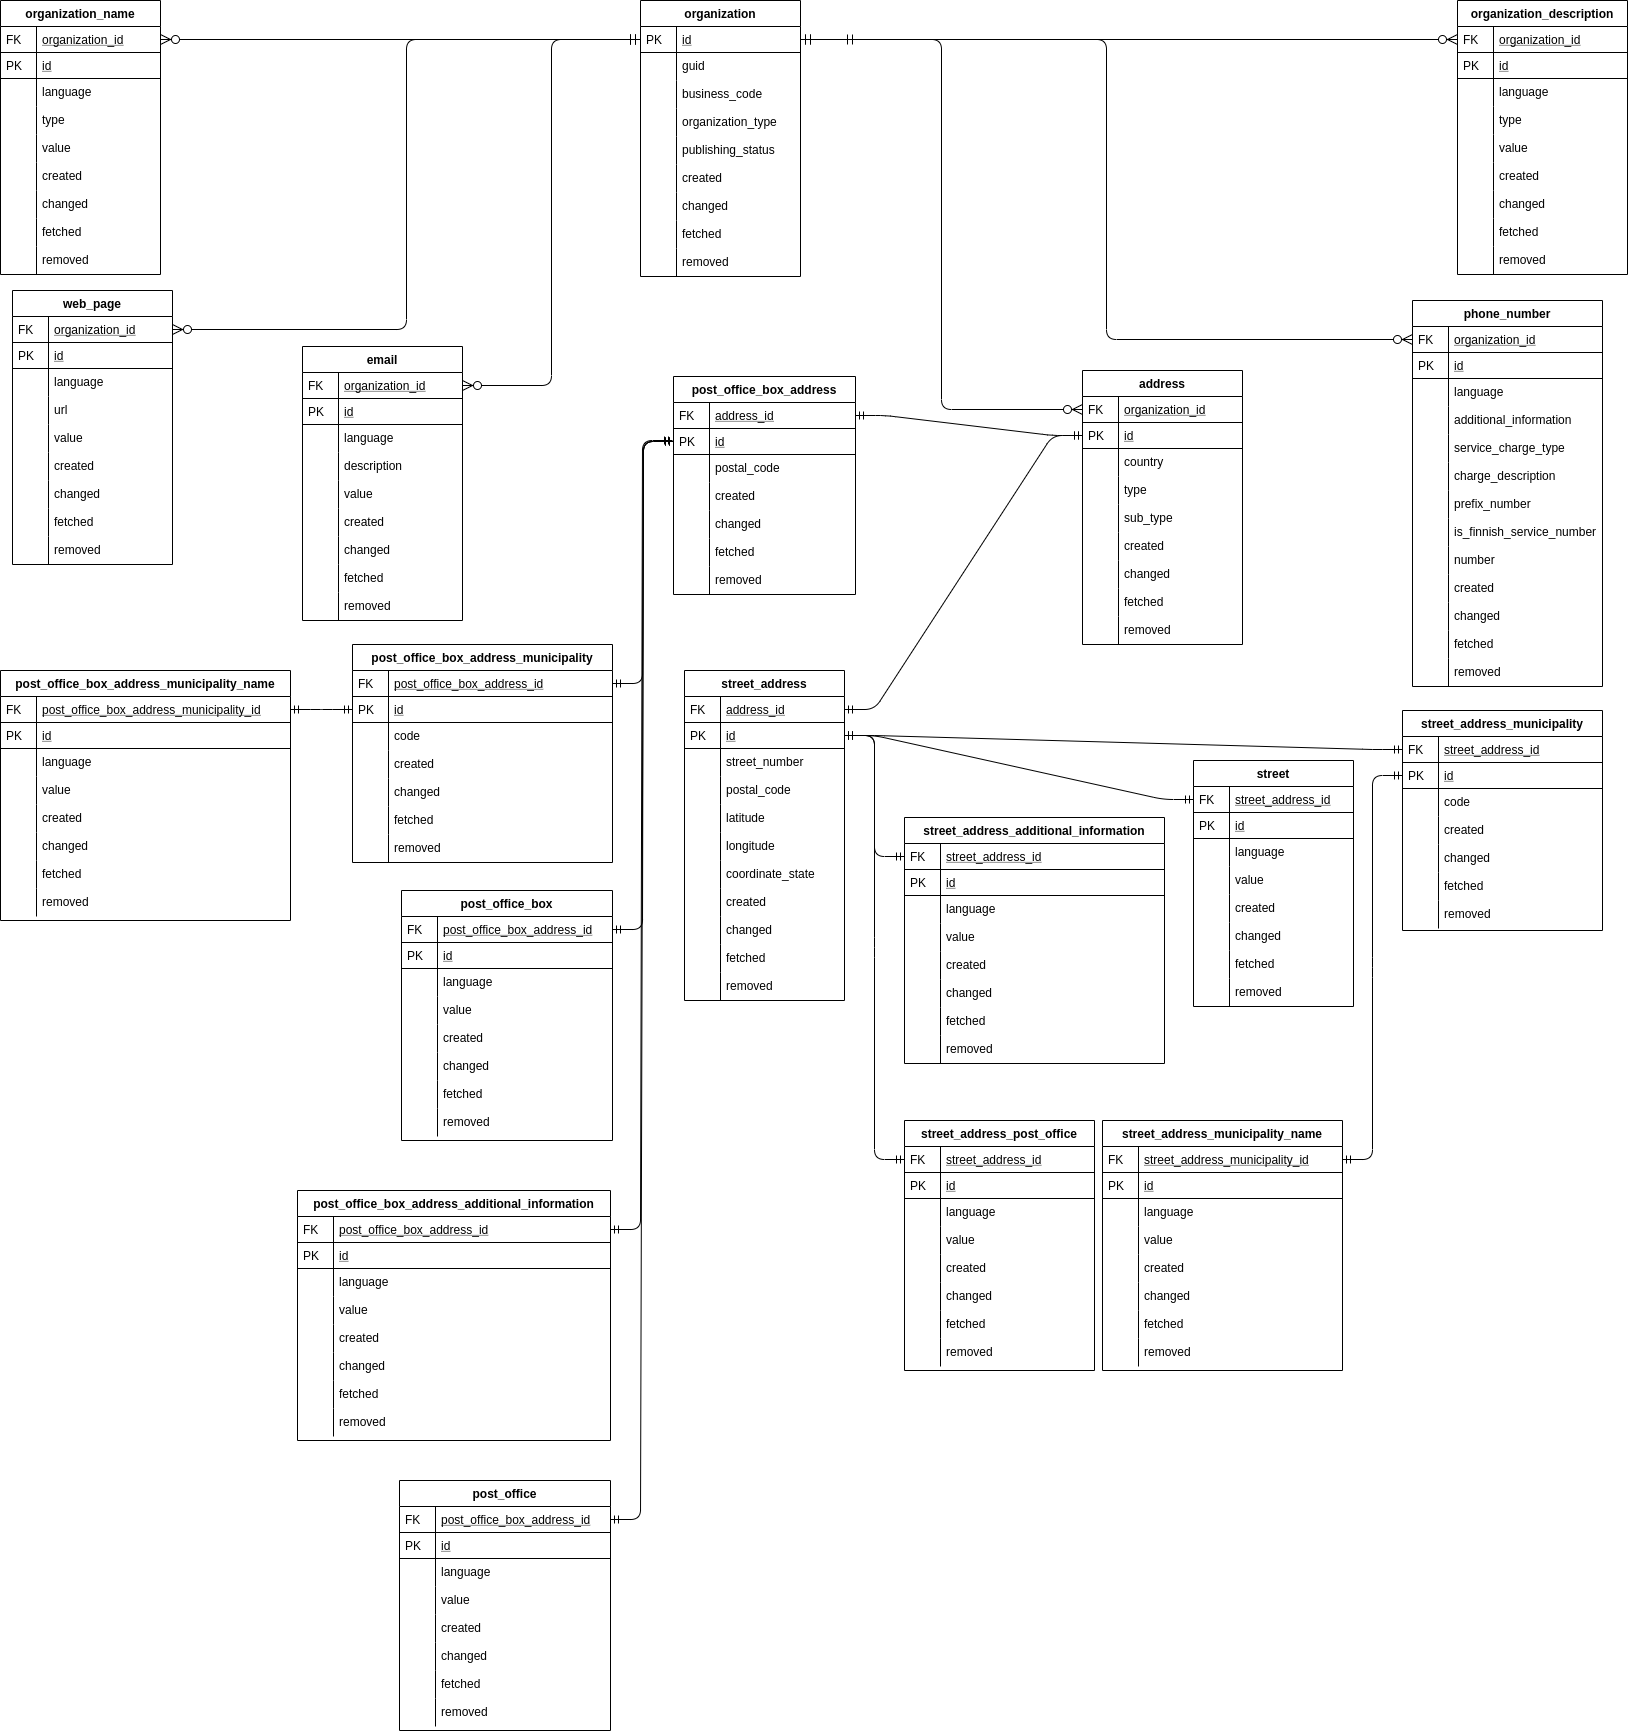 organization_name
FK organization_id
PK id
language
type
value
created
changed
fetched
removed
organization
PK id
guid
business_code
organization_type
publishing_status
created
changed
fetched
removed
organization_description
FK organization_id
PK id
language
type
value
created
changed
fetched
removed
web_page
FK organization_id
PK id
language
url
value
created
changed
fetched
removed
email
FK organization_id
PK id
language
description
value
created
changed
fetched
removed
post_office_box_address
FK address_id
PK id
postal_code
created
changed
fetched
removed
address
FK organization_id
PK id
country
type
sub_type
created
changed
fetched
removed
phone_number
FK organization_id
PK id
language
additional_information
service_charge_type
charge_description
prefix_number
is_finnish_service_number
number
created
changed
fetched
removed
post_office_box_address_municipality_name
FK post_office_box_address_municipality_id
PK id
language
value
created
changed
fetched
removed
post_office_box_address_municipality
FK post_office_box_address_id
PK id
code
created
changed
fetched
removed
street_address
FK address_id
PK id
street_number
postal_code
latitude
longitude
coordinate_state
created
changed
fetched
removed
street_address_municipality
FK street_address_id
PK id
code
created
changed
fetched
removed
street
FK street_address_id
PK id
language
value
created
changed
fetched
removed
street_address_additional_information
FK street_address_id
PK id
language
value
created
changed
fetched
removed
post_office_box
FK post_office_box_address_id
PK id
language
value
created
changed
fetched
removed
street_address_post_office
FK street_address_id
PK id
language
value
created
changed
fetched
removed
street_address_municipality_name
FK street_address_municipality_id
PK id
language
value
created
changed
fetched
removed
post_office_box_address_additional_information
FK post_office_box_address_id
PK id
language
value
created
changed
fetched
removed
post_office
FK post_office_box_address_id
PK id
language
value
created
changed
fetched
removed